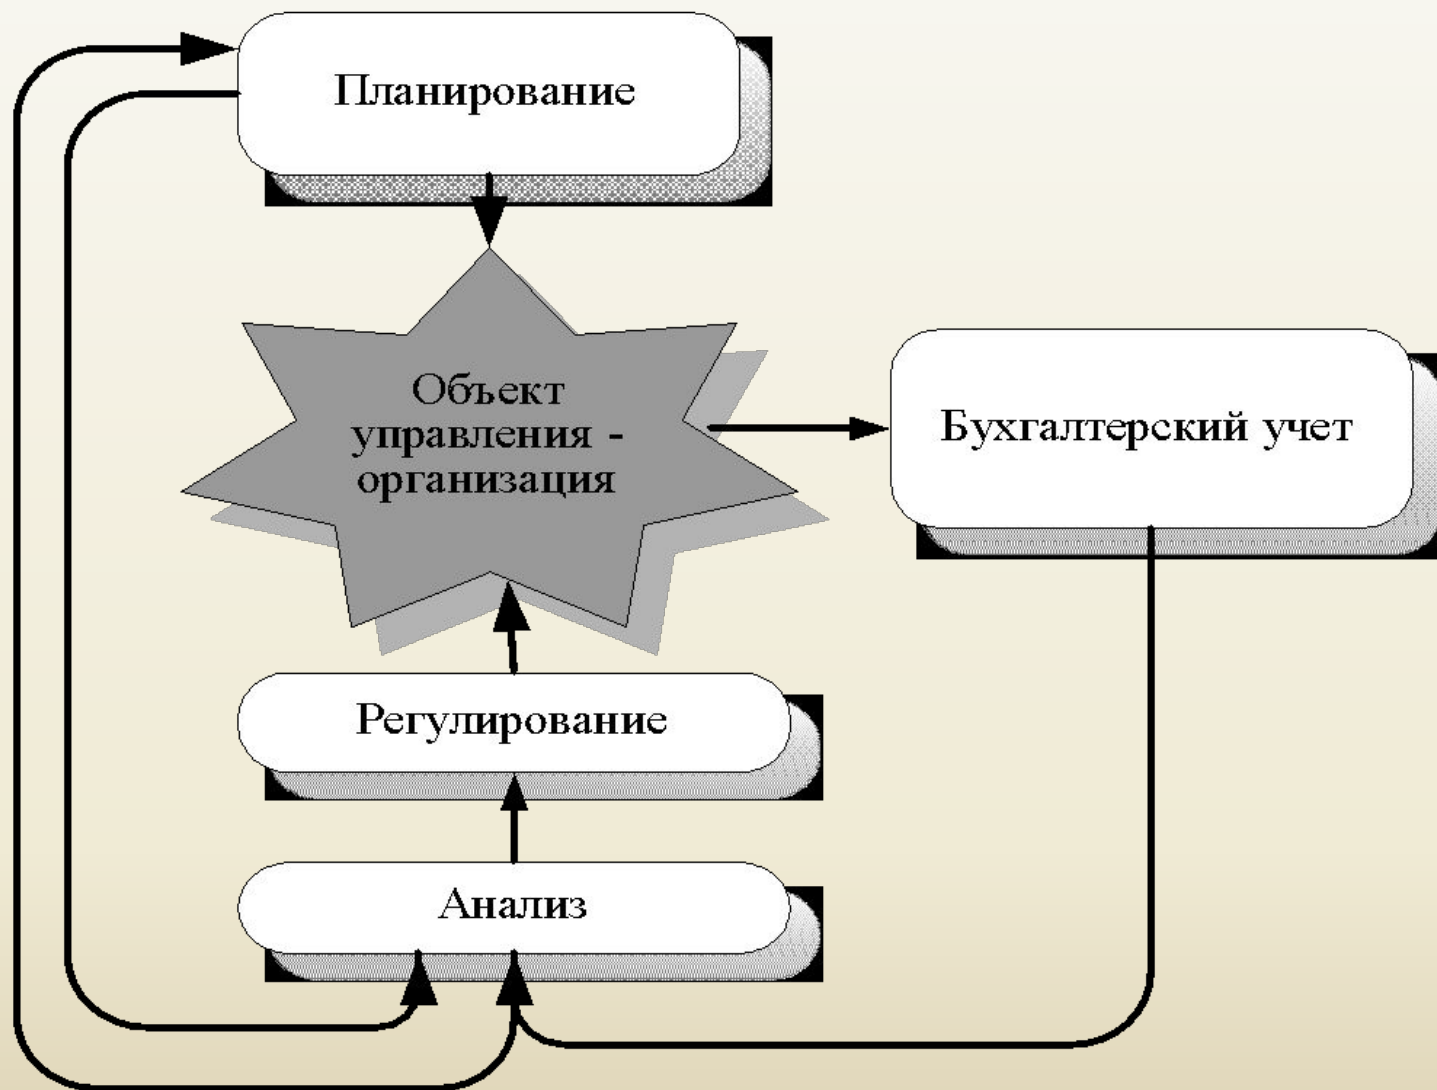 Планирование
Объект
управления -
организация
Бухгалтерский учет
Регулирование
Анализ